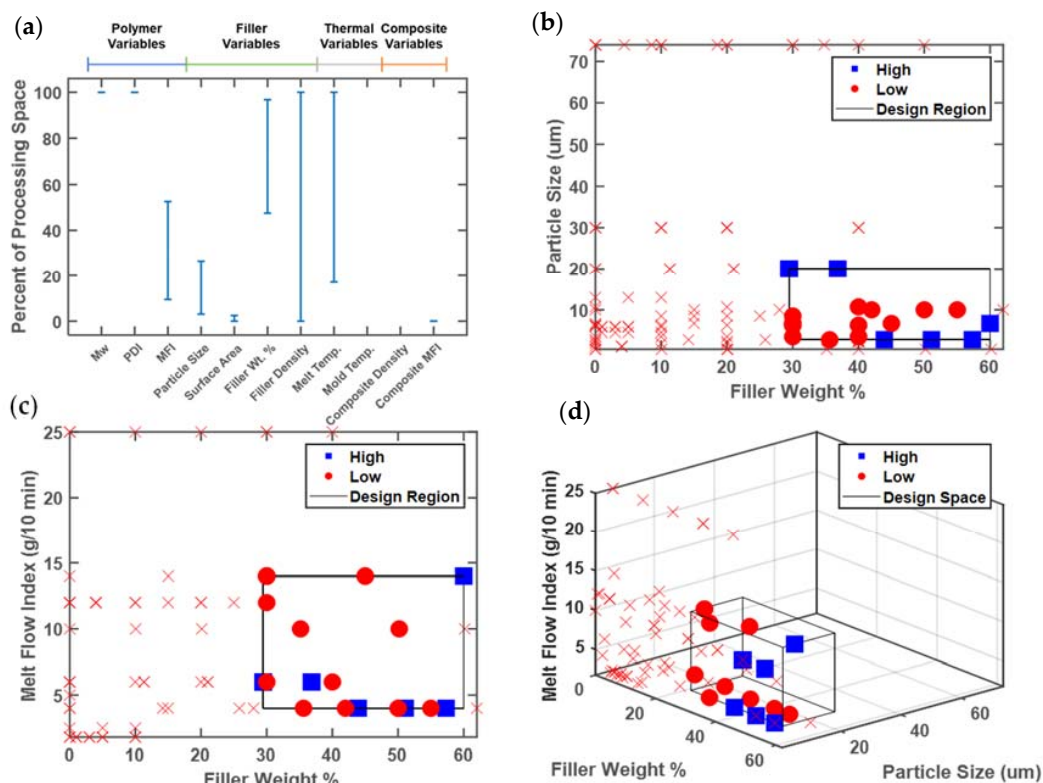 (a)
Polymer Variables
Filler Variables
Thermal Variables
Composite Variables
Percent of Processing Space
100
80
60
40
20
0
Mw
PDI
MFI
Particle Size
Surface Area
Filler Wt. %
Filler Density
Melt Temp.
Mold Temp.
Composite Density
Composite MFI
(b)
Particle Size (um)
70
60
50
40
30
20
10
0
10
20
30
40
50
60
Filler Weight %
High
Low
Design Region
(c)
Melt Flow Index (g/10 min)
25
20
15
10
5
0
10
20
30
40
50
60
Filler Weight %
High
Low
Design Region
(d)
Melt Flow Index (g/10 min)
25
20
15
10
5
0
20
40
60
Filler Weight %
20
40
60
Particle Size (um)
High
Low
Design Space